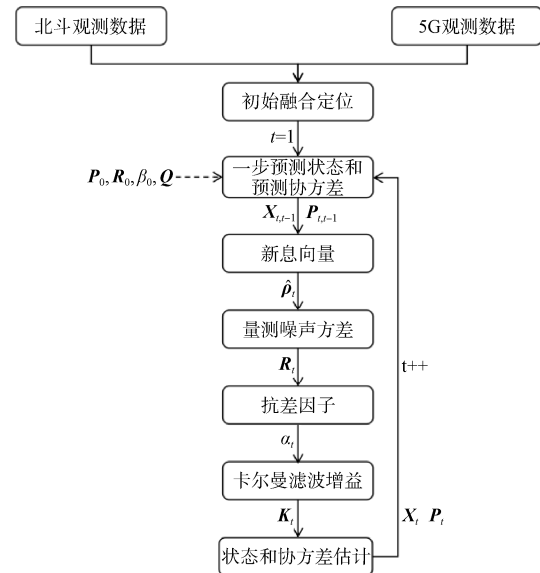 北斗观测数据
5G观测数据
初始融合定位
t=1
P₀, R₀, β₀, Q
一步预测状态和
预测协方差
Xₜ,ₜ₋₁ Pₜ,ₜ₋₁
新息向量
ρ̂ₜ
量测噪声方差
Rₜ
t++
抗差因子
αₜ
卡尔曼滤波增益
Kₜ
Xₜ Pₜ
状态和协方差估计